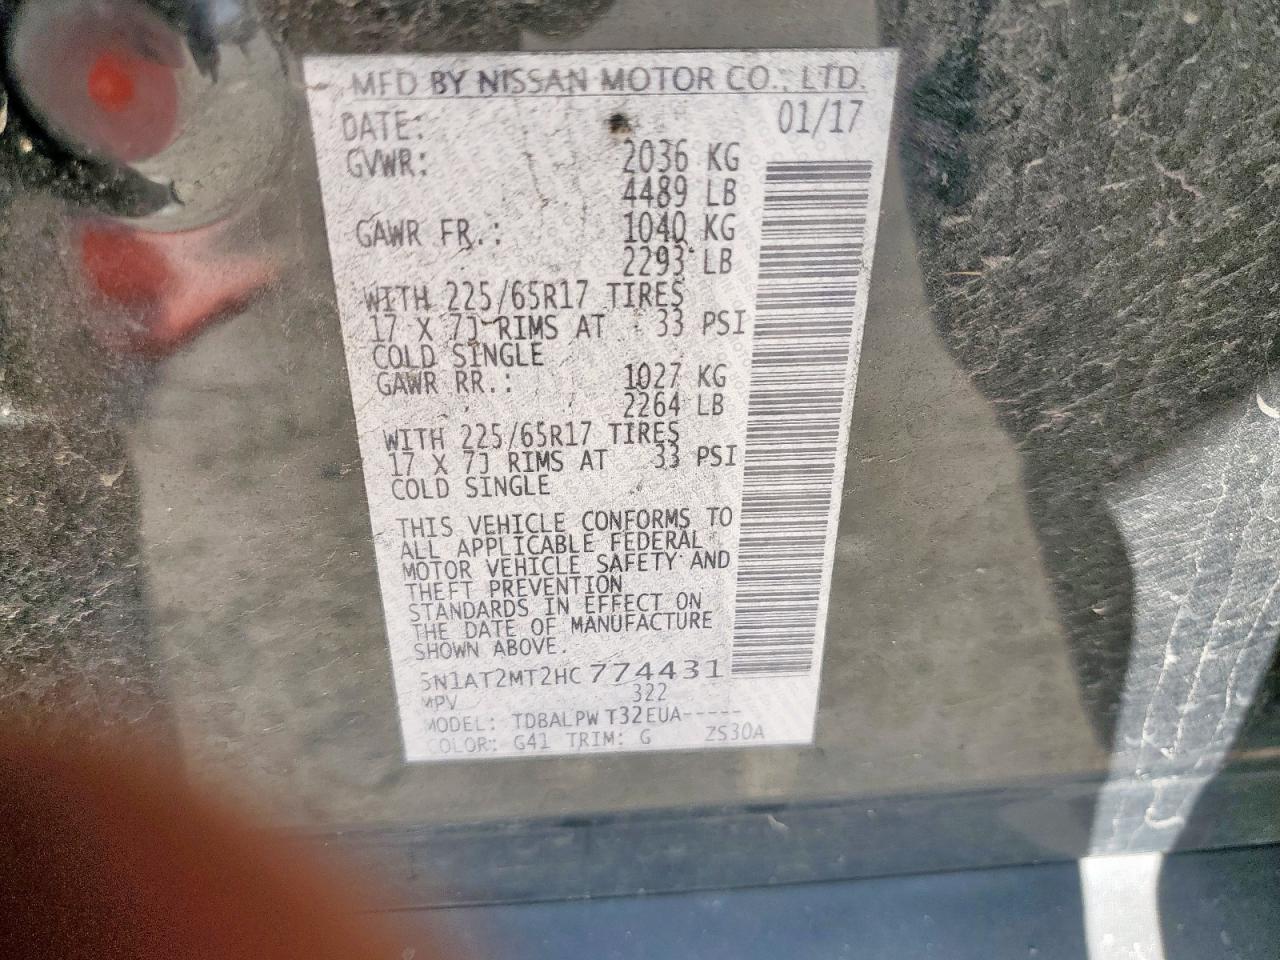 MFD BY NISSAN MOTOR CO., LTD.
DATE: 01/17
GVWR: 2036 KG
4489 LB
GAWR FR.: 1040 KG
2293 LB
WITH 225/65R17 TIRES
17 X 7J RIMS AT 33 PSI
COLD SINGLE
GAWR RR.: 1027 KG
2264 LB
WITH 225/65R17 TIRES
17 X 7J RIMS AT 33 PSI
COLD SINGLE
THIS VEHICLE CONFORMS TO
ALL APPLICABLE FEDERAL
MOTOR VEHICLE SAFETY AND
THEFT PREVENTION
STANDARDS IN EFFECT ON
THE DATE OF MANUFACTURE
SHOWN ABOVE.
5N1AT2MT2HC774431
MPV 322
MODEL: TDBALPW T32EUA-----
COLOR: G41 TRIM: G ZS30A